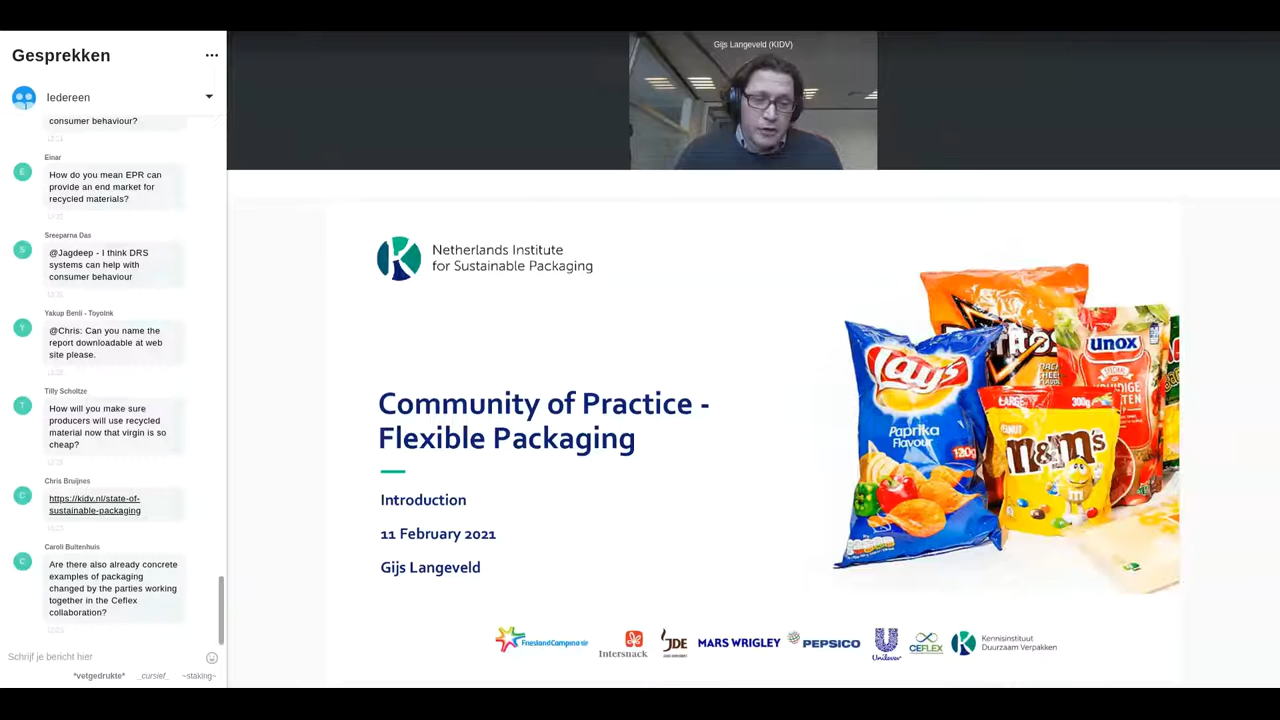 Gesprekken
Iedereen
consumer behaviour?
Einar
E
How do you mean EPR can
provide an end market for
recycled materials?
Sreeparna Das
S
@Jagdeep - I think DRS
systems can help with
consumer behaviour
Yakup Benli - ToyoInk
Y
@Chris: Can you name the
report downloadable at web
site please.
Tilly Scholtze
T
How will you make sure
producers will use recycled
material now that virgin is so
cheap?
Chris Bruijnes
C
https://kidv.nl/state-of-
sustainable-packaging
Caroli Buitenhuis
C
Are there also already concrete
examples of packaging
changed by the parties working
together in the Ceflex
collaboration?
Schrijf je bericht hier
*vetgedrukte* _cursief_ ~staking~
Gijs Langeveld (KIDV)
Netherlands Institute
for Sustainable Packaging
Community of Practice -
Flexible Packaging
Introduction
11 February 2021
Gijs Langeveld
Lay's
Paprika
Flavour
120g
unox
LARGE
300g
PEANUT
m&m's
FrieslandCampina
Intersnack
JDE
MARS WRIGLEY
PEPSICO
Unilever
CEFLEX
Kennisinstituut
Duurzaam Verpakken